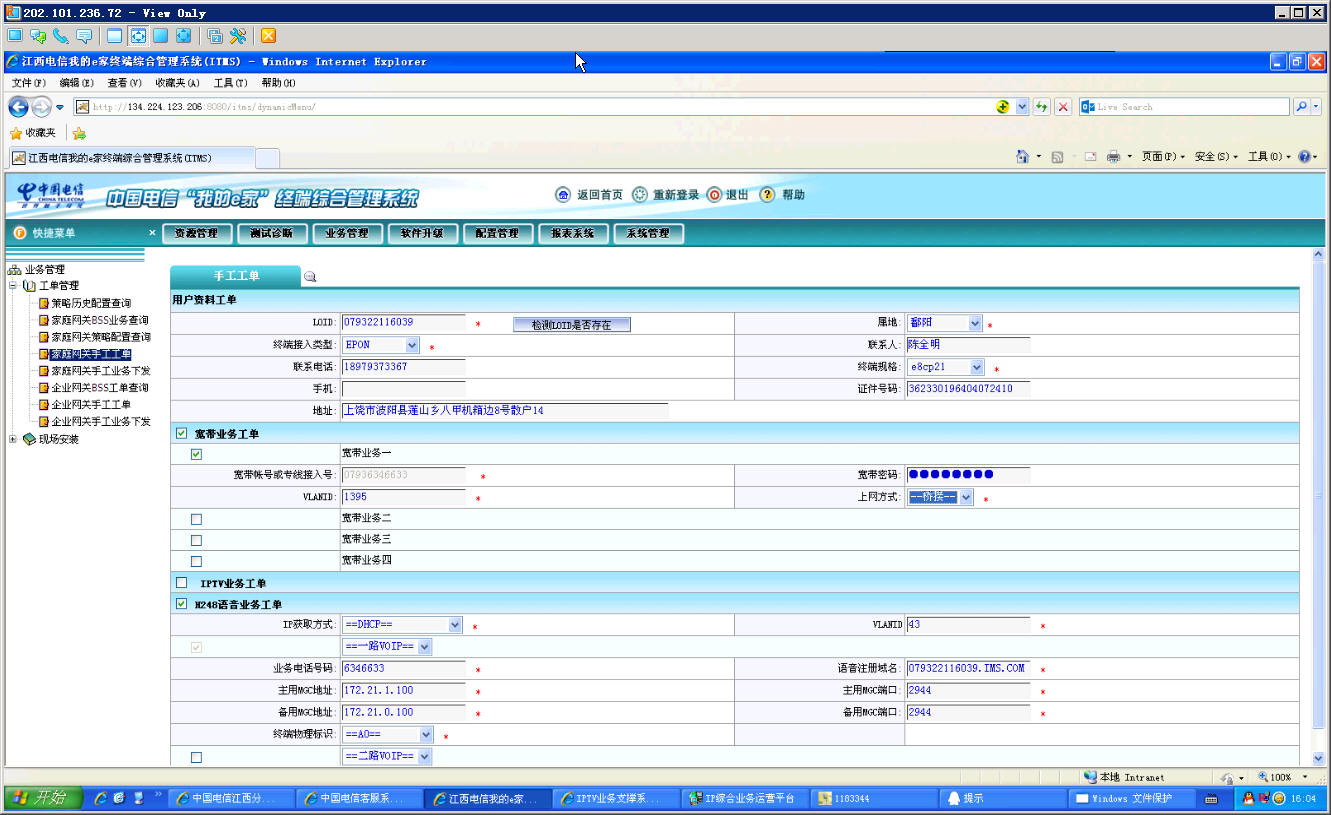 202.101.236.72 - View Only
江西电信我的e家终端综合管理系统(ITMS) - Windows Internet Explorer
文件(F) 编辑(E) 查看(V) 收藏夹(A) 工具(T) 帮助(H)
http://134.224.123.206:8080/itms/dynamicMenu/ Live Search
收藏夹
江西电信我的e家终端综合管理系统(ITMS) 页面(P) 安全(S) 工具(O)
中国电信 CHINA TELECOM 中国电信“我的e家”终端综合管理系统 返回首页 重新登录 退出 帮助
快捷菜单 × 资源管理 测试诊断 业务管理 软件升级 配置管理 报表系统 系统管理
业务管理
工单管理
策略历史配置查询
家庭网关BSS业务查询
家庭网关策略配置查询
家庭网关手工工单
家庭网关手工业务下发
企业网关BSS工单查询
企业网关手工工单
企业网关手工业务下发
现场安装
手工工单
用户资料工单
LOID: 079322116039 * 检测LOID是否存在 属地: 鄱阳 *
终端接入类型: EPON * 联系人: 陈全明
联系电话: 18979373367 终端规格: e8cp21 *
手机: 证件号码: 362330196404072410
地址: 上饶市波阳县莲山乡八甲机箱边8号散户14
宽带业务工单
宽带业务一
宽带帐号或专线接入号: 07936346633 * 宽带密码: ●●●●●●●● *
VLANID: 1395 * 上网方式: --桥接-- *
宽带业务二
宽带业务三
宽带业务四
IPTV业务工单
H248语音业务工单
IP获取方式: ==DHCP== * VLANID 43 *
==一路VOIP==
业务电话号码: 6346633 * 语音注册域名: 079322116039.IMS.COM *
主用MGC地址: 172.21.1.100 * 主用MGC端口: 2944 *
备用MGC地址: 172.21.0.100 * 备用MGC端口: 2944 *
终端物理标识: ==A0== *
==二路VOIP==
本地 Intranet 100%
开始 中国电信江西分... 中国电信客服系... 江西电信我的e家... IPTV业务支撑系... IP综合业务运营平台 1183344 提示 Windows 文件保护 16:04